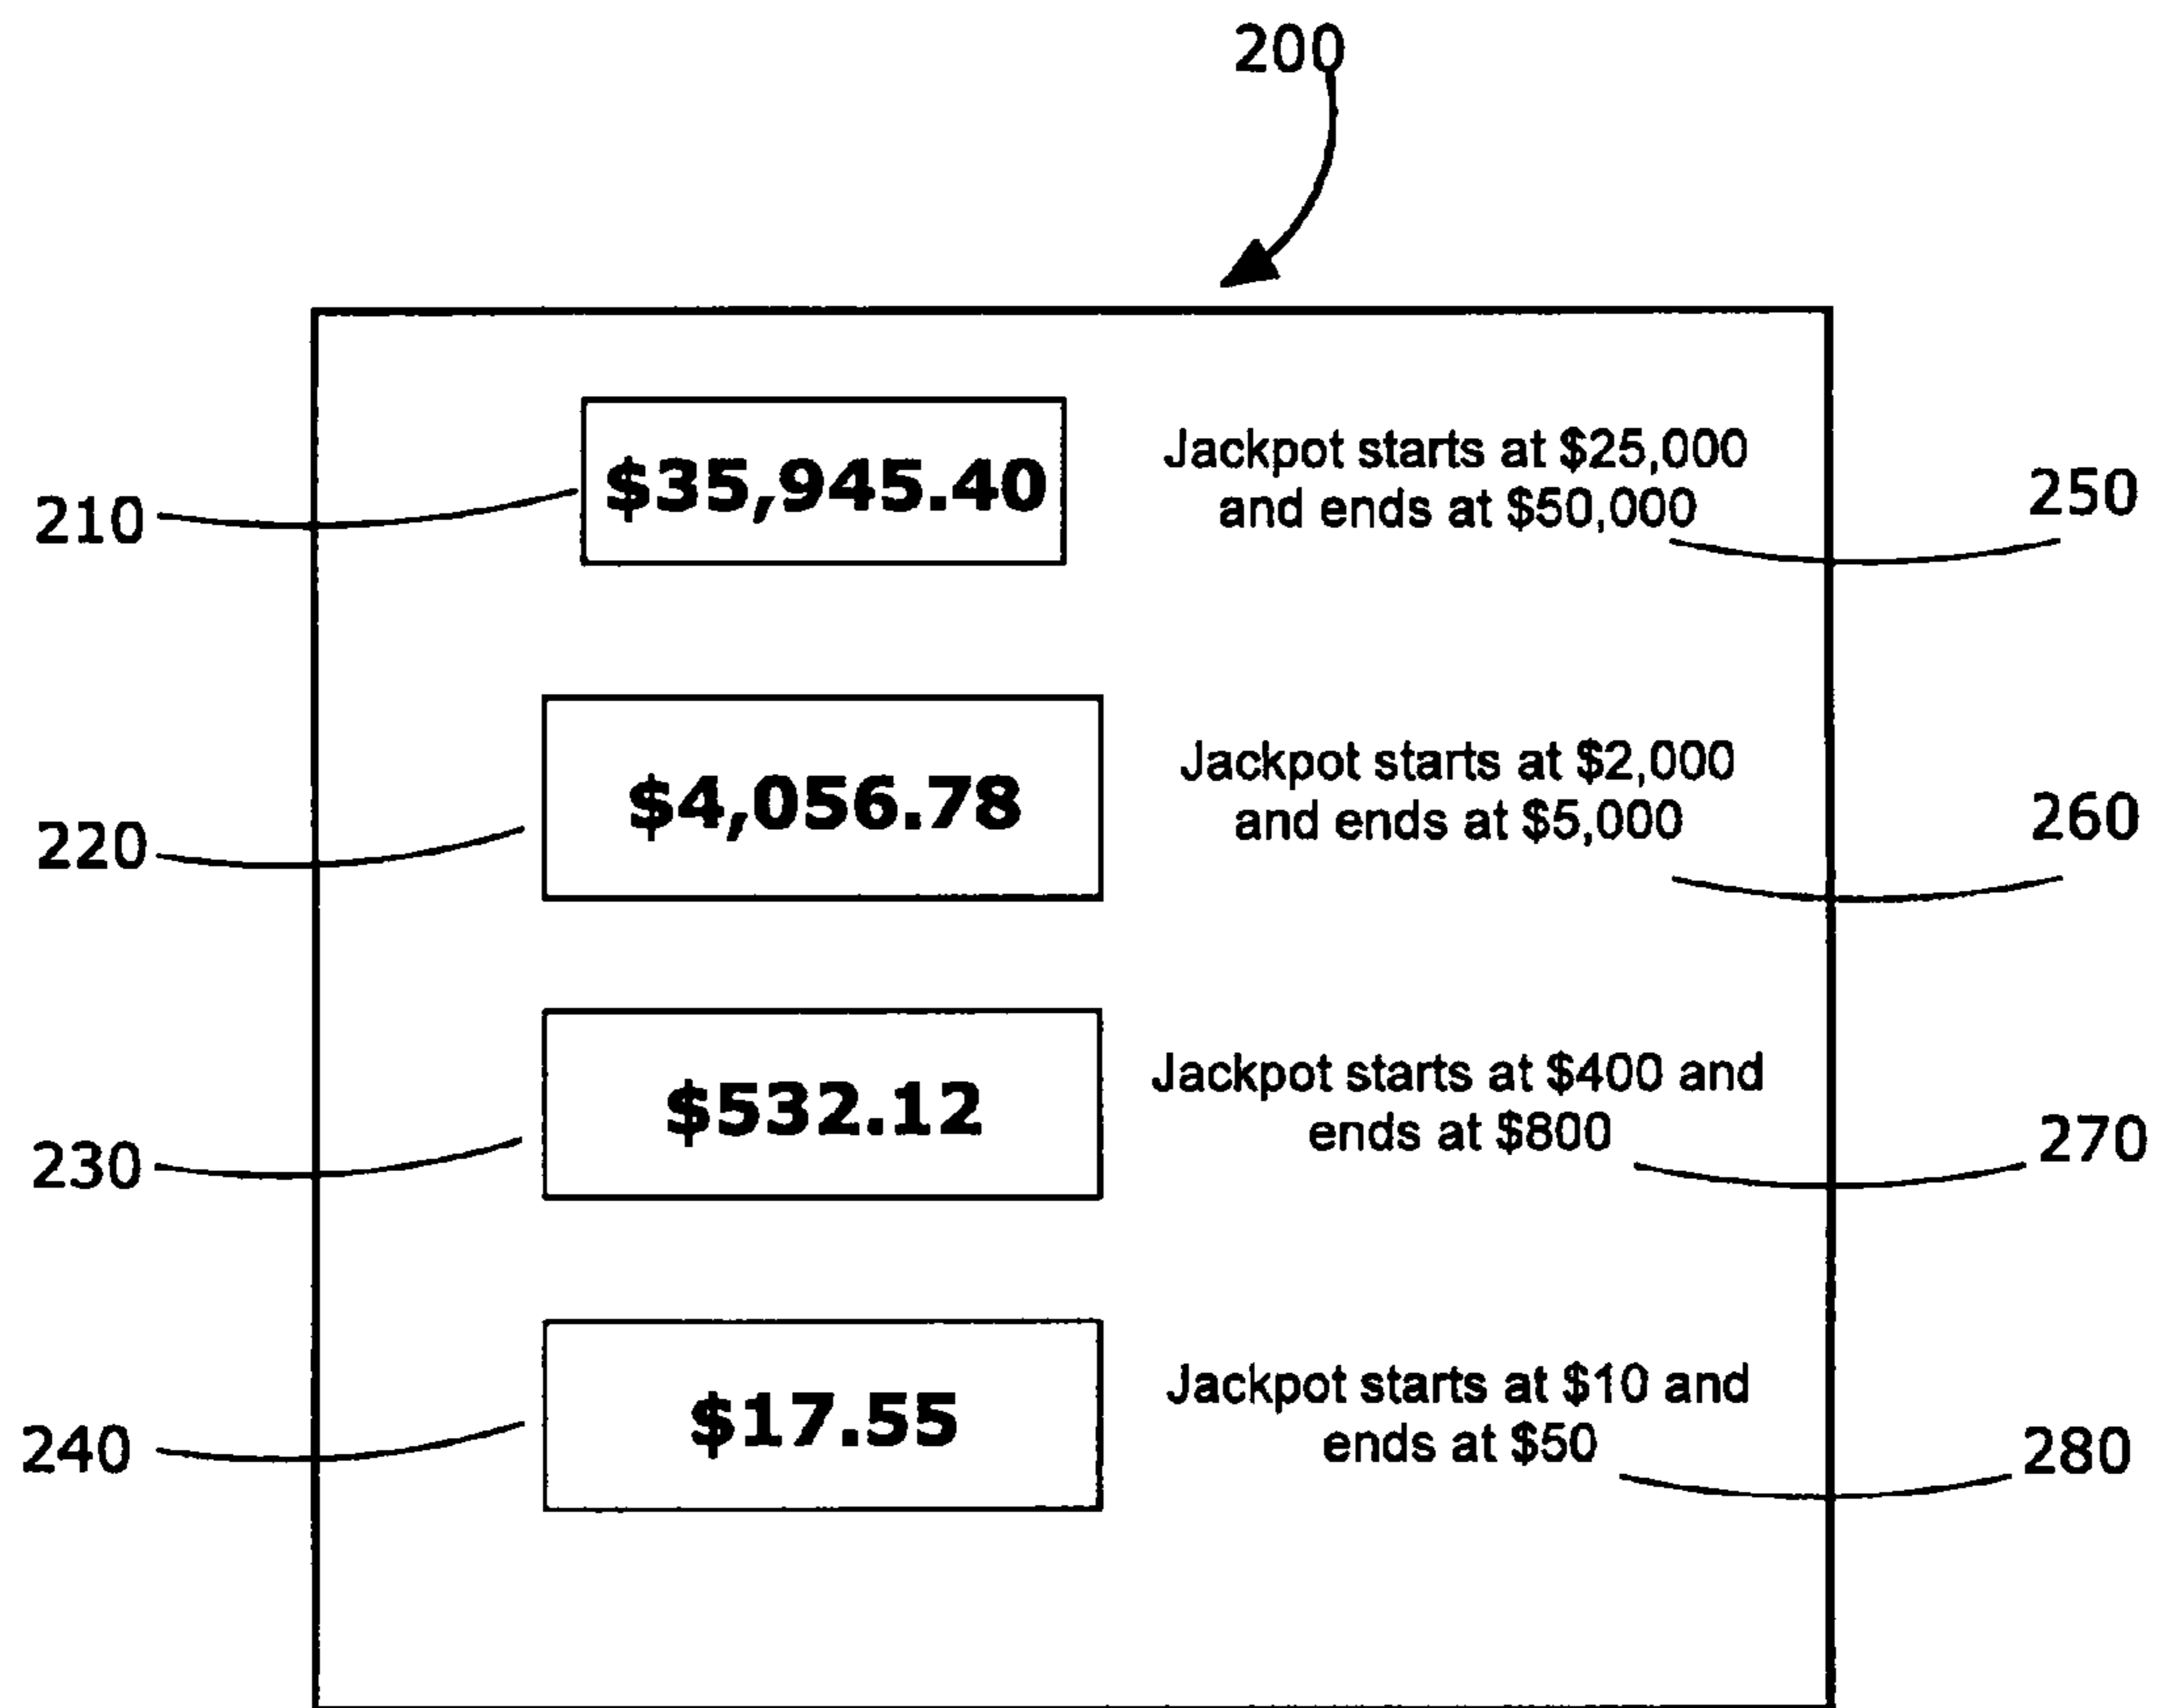 200
$35,945.40
Jackpot starts at $25,000
and ends at $50,000
210
250
$4,056.78
Jackpot starts at $2,000
and ends at $5,000
220
260
$532.12
Jackpot starts at $400 and
ends at $800
230
270
$17.55
Jackpot starts at $10 and
ends at $50
240
280